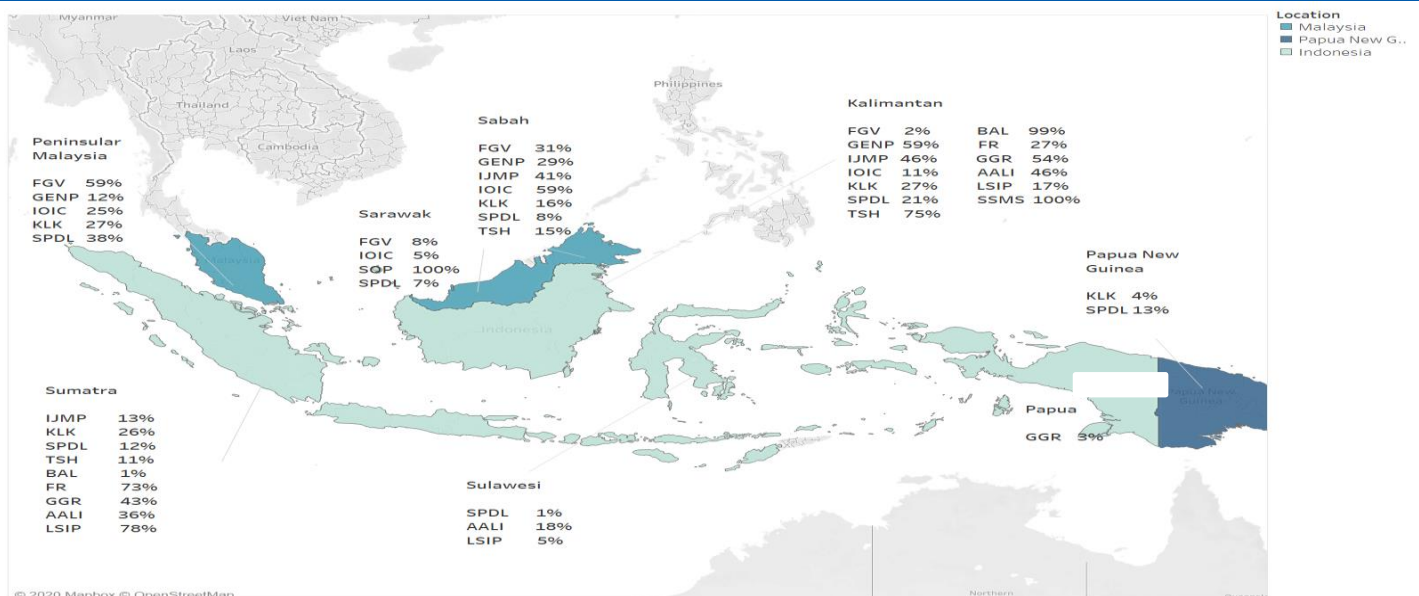 Location
Malaysia
Papua New G..
Indonesia
Myanmar
Viet Nam
Laos
Thailand
Cambodia
Philippines
Peninsular
Malaysia
FGV 59%
GENP 12%
IOIC 25%
KLK 27%
SPDL 38%
Sarawak
FGV 8%
IOIC 5%
SOP 100%
SPDL 7%
Sabah
FGV 31%
GENP 29%
IJMP 41%
IOIC 59%
KLK 16%
SPDL 8%
TSH 15%
Kalimantan
FGV 2% BAL 99%
GENP 59% FR 27%
IJMP 46% GGR 54%
IOIC 11% AALI 46%
KLK 27% LSIP 17%
SPDL 21% SSMS 100%
TSH 75%
Papua New
Guinea
KLK 4%
SPDL 13%
Malaysia
Indonesia
Papua New
Guinea
Papua
GGR 3%
Sumatra
IJMP 13%
KLK 26%
SPDL 12%
TSH 11%
BAL 1%
FR 73%
GGR 43%
AALI 36%
LSIP 78%
Sulawesi
SPDL 1%
AALI 18%
LSIP 5%
© 2020 Mapbox © OpenStreetMap
Northern